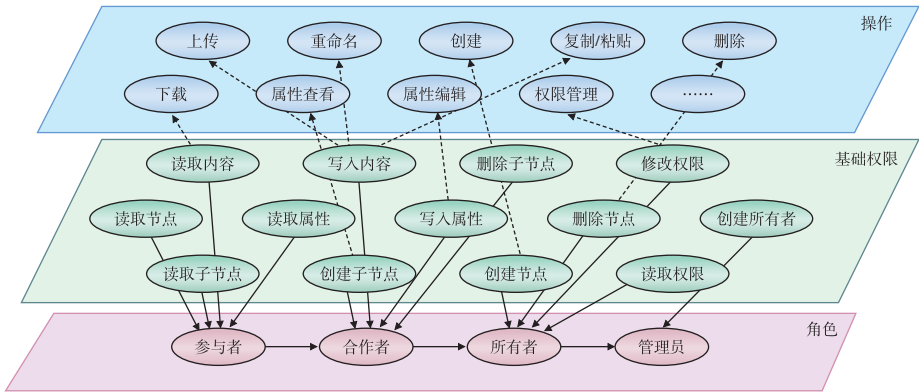 操作
上传
重命名
创建
复制/粘贴
删除
下载
属性查看
属性编辑
权限管理
……
基础权限
读取内容
写入内容
删除子节点
修改权限
读取节点
读取属性
写入属性
删除节点
创建所有者
读取子节点
创建子节点
创建节点
读取权限
角色
参与者
合作者
所有者
管理员